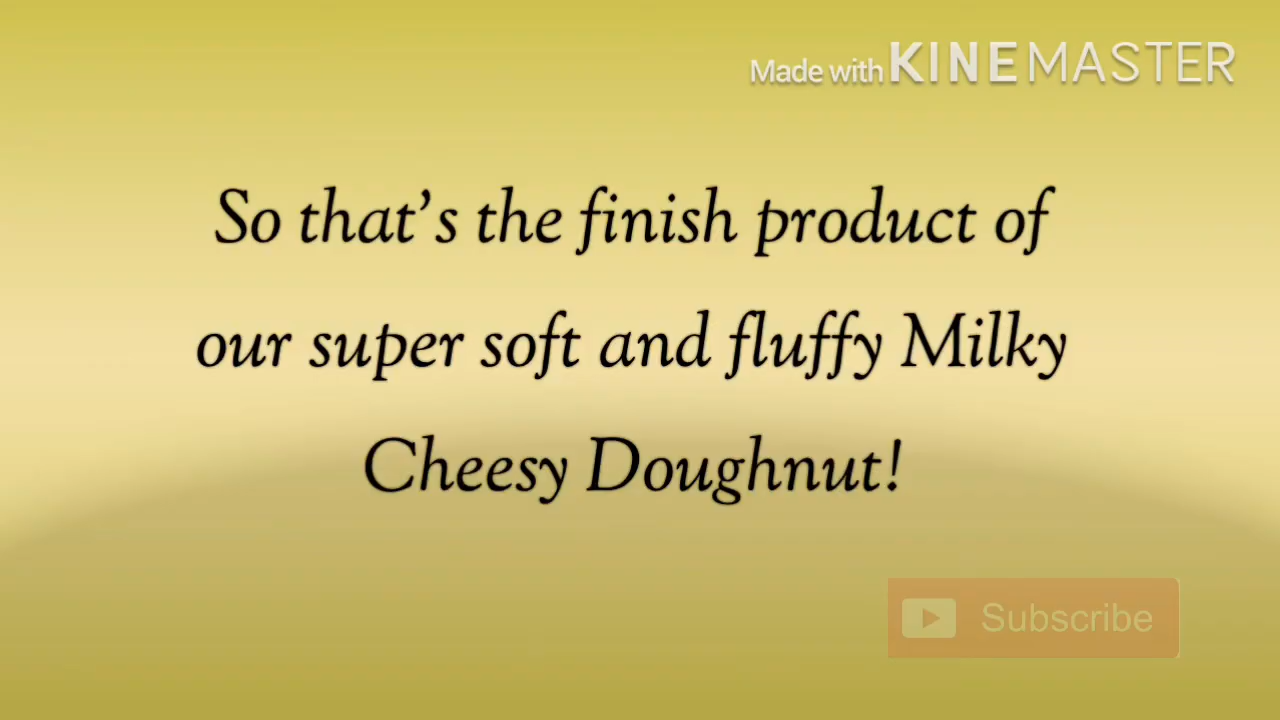 Made with KINEMASTER
So that's the finish product of
our super soft and fluffy Milky
Cheesy Doughnut!
Subscribe